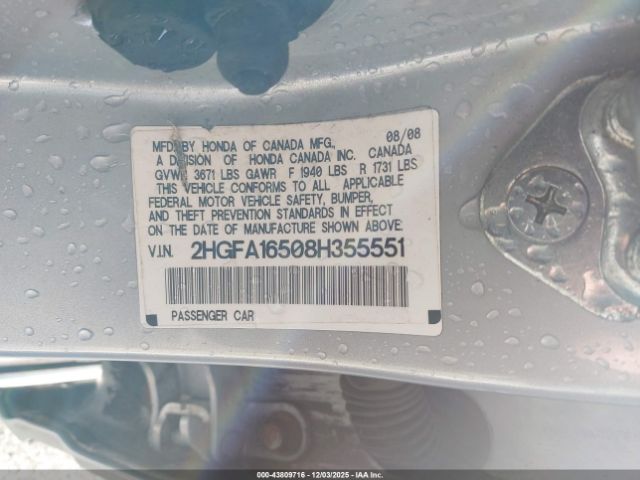 MFD. BY HONDA OF CANADA MFG., 08/08
A DIVISION OF HONDA CANADA INC. CANADA
GVWR 3671 LBS GAWR F 1940 LBS R 1731 LBS
THIS VEHICLE CONFORMS TO ALL APPLICABLE
FEDERAL MOTOR VEHICLE SAFETY, BUMPER,
AND THEFT PREVENTION STANDARDS IN EFFECT
ON THE DATE OF MANUFACTURE SHOWN ABOVE.
V.I.N. 2HGFA16508H355551
PASSENGER CAR
000-43809716 - 12/03/2025 - IAAI.COM